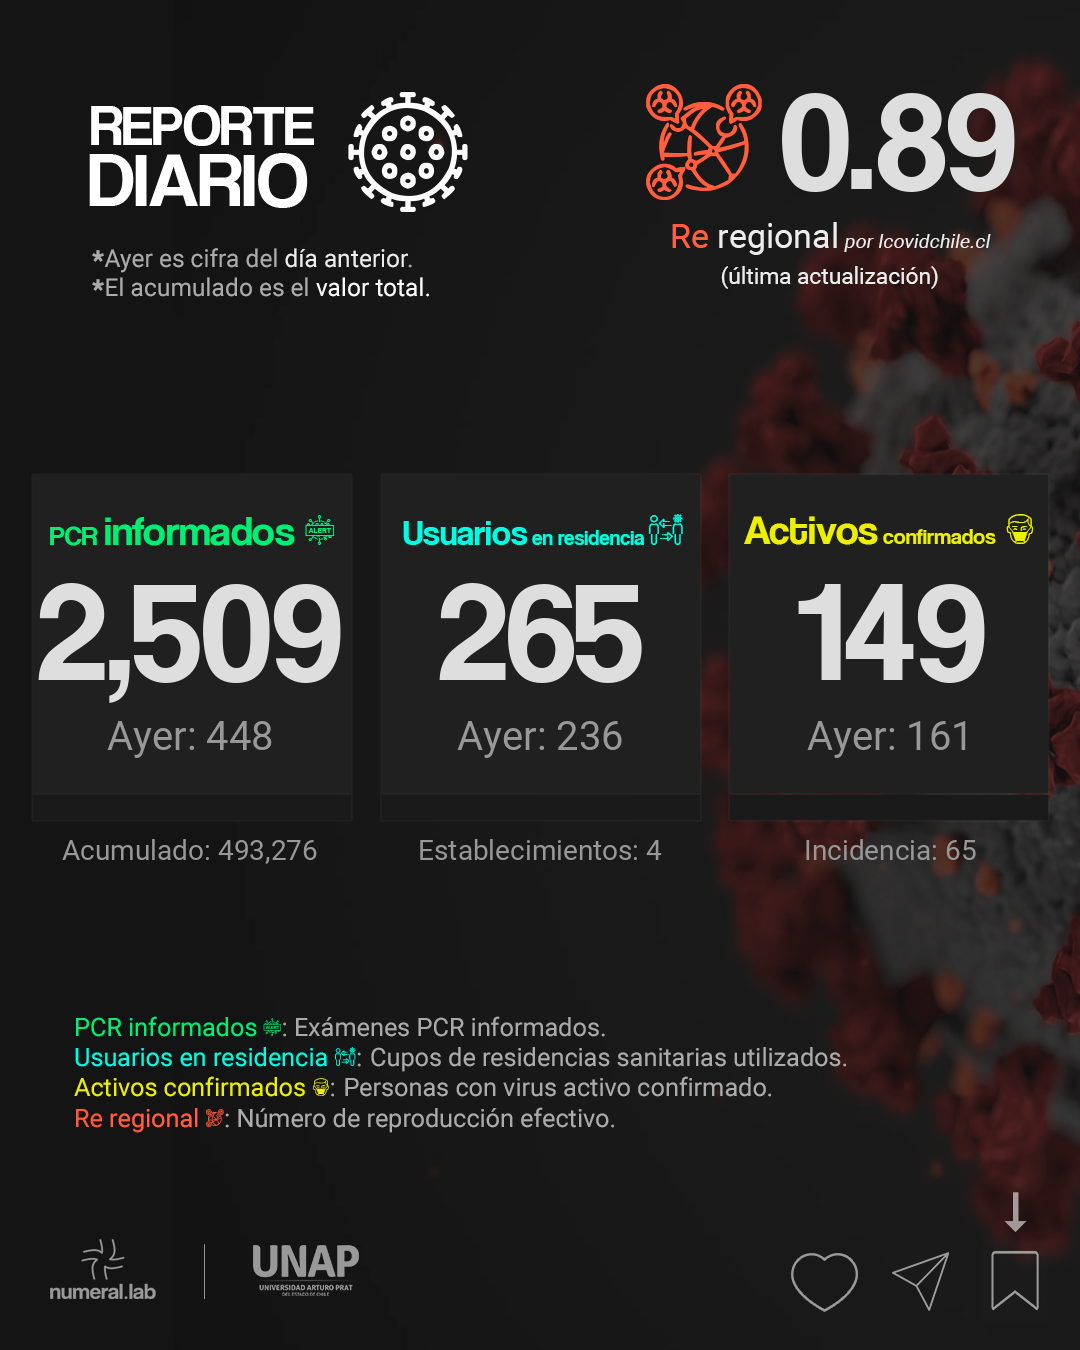 REPORTE
DIARIO
*Ayer es cifra del día anterior.
*El acumulado es el valor total.
0.89
Re regional por Icovidchile.cl
(última actualización)
PCR informados
ALERT
2,509
Ayer: 448
Acumulado: 493,276
Usuarios en residencia
265
Ayer: 236
Establecimientos: 4
Activos confirmados
149
Ayer: 161
Incidencia: 65
PCR informados : Exámenes PCR informados.
Usuarios en residencia : Cupos de residencias sanitarias utilizados.
Activos confirmados : Personas con virus activo confirmado.
Re regional : Número de reproducción efectivo.
numeral.lab
UNAP
UNIVERSIDAD ARTURO PRAT
DEL ESTADO DE CHILE